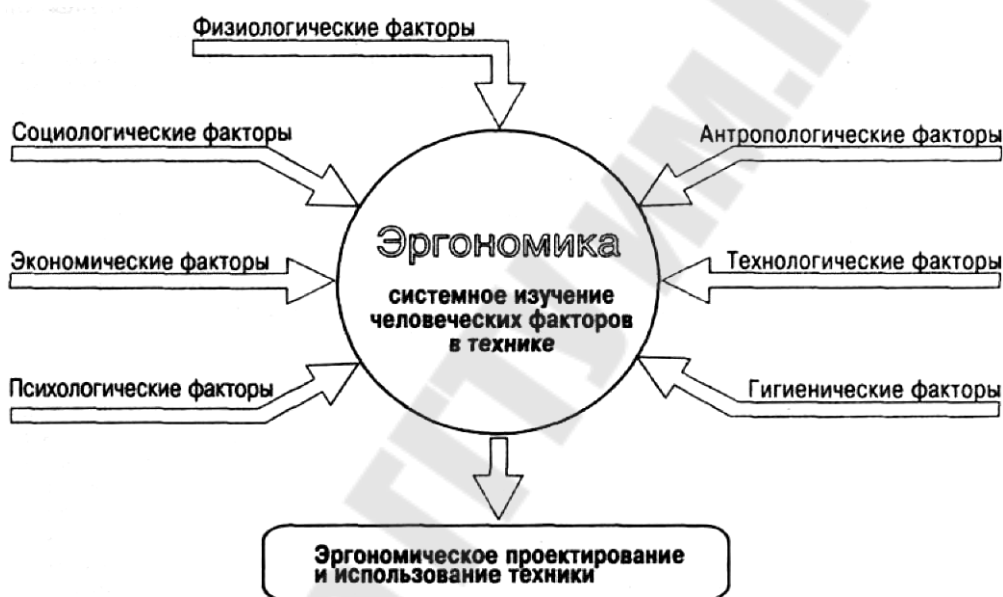 Физиологические факторы
Социологические факторы
Антропологические факторы
Эргономика
Экономические факторы
Технологические факторы
системное изучение
человеческих факторов
в технике
Психологические факторы
Гигиенические факторы
Эргономическое проектирование
и использование техники